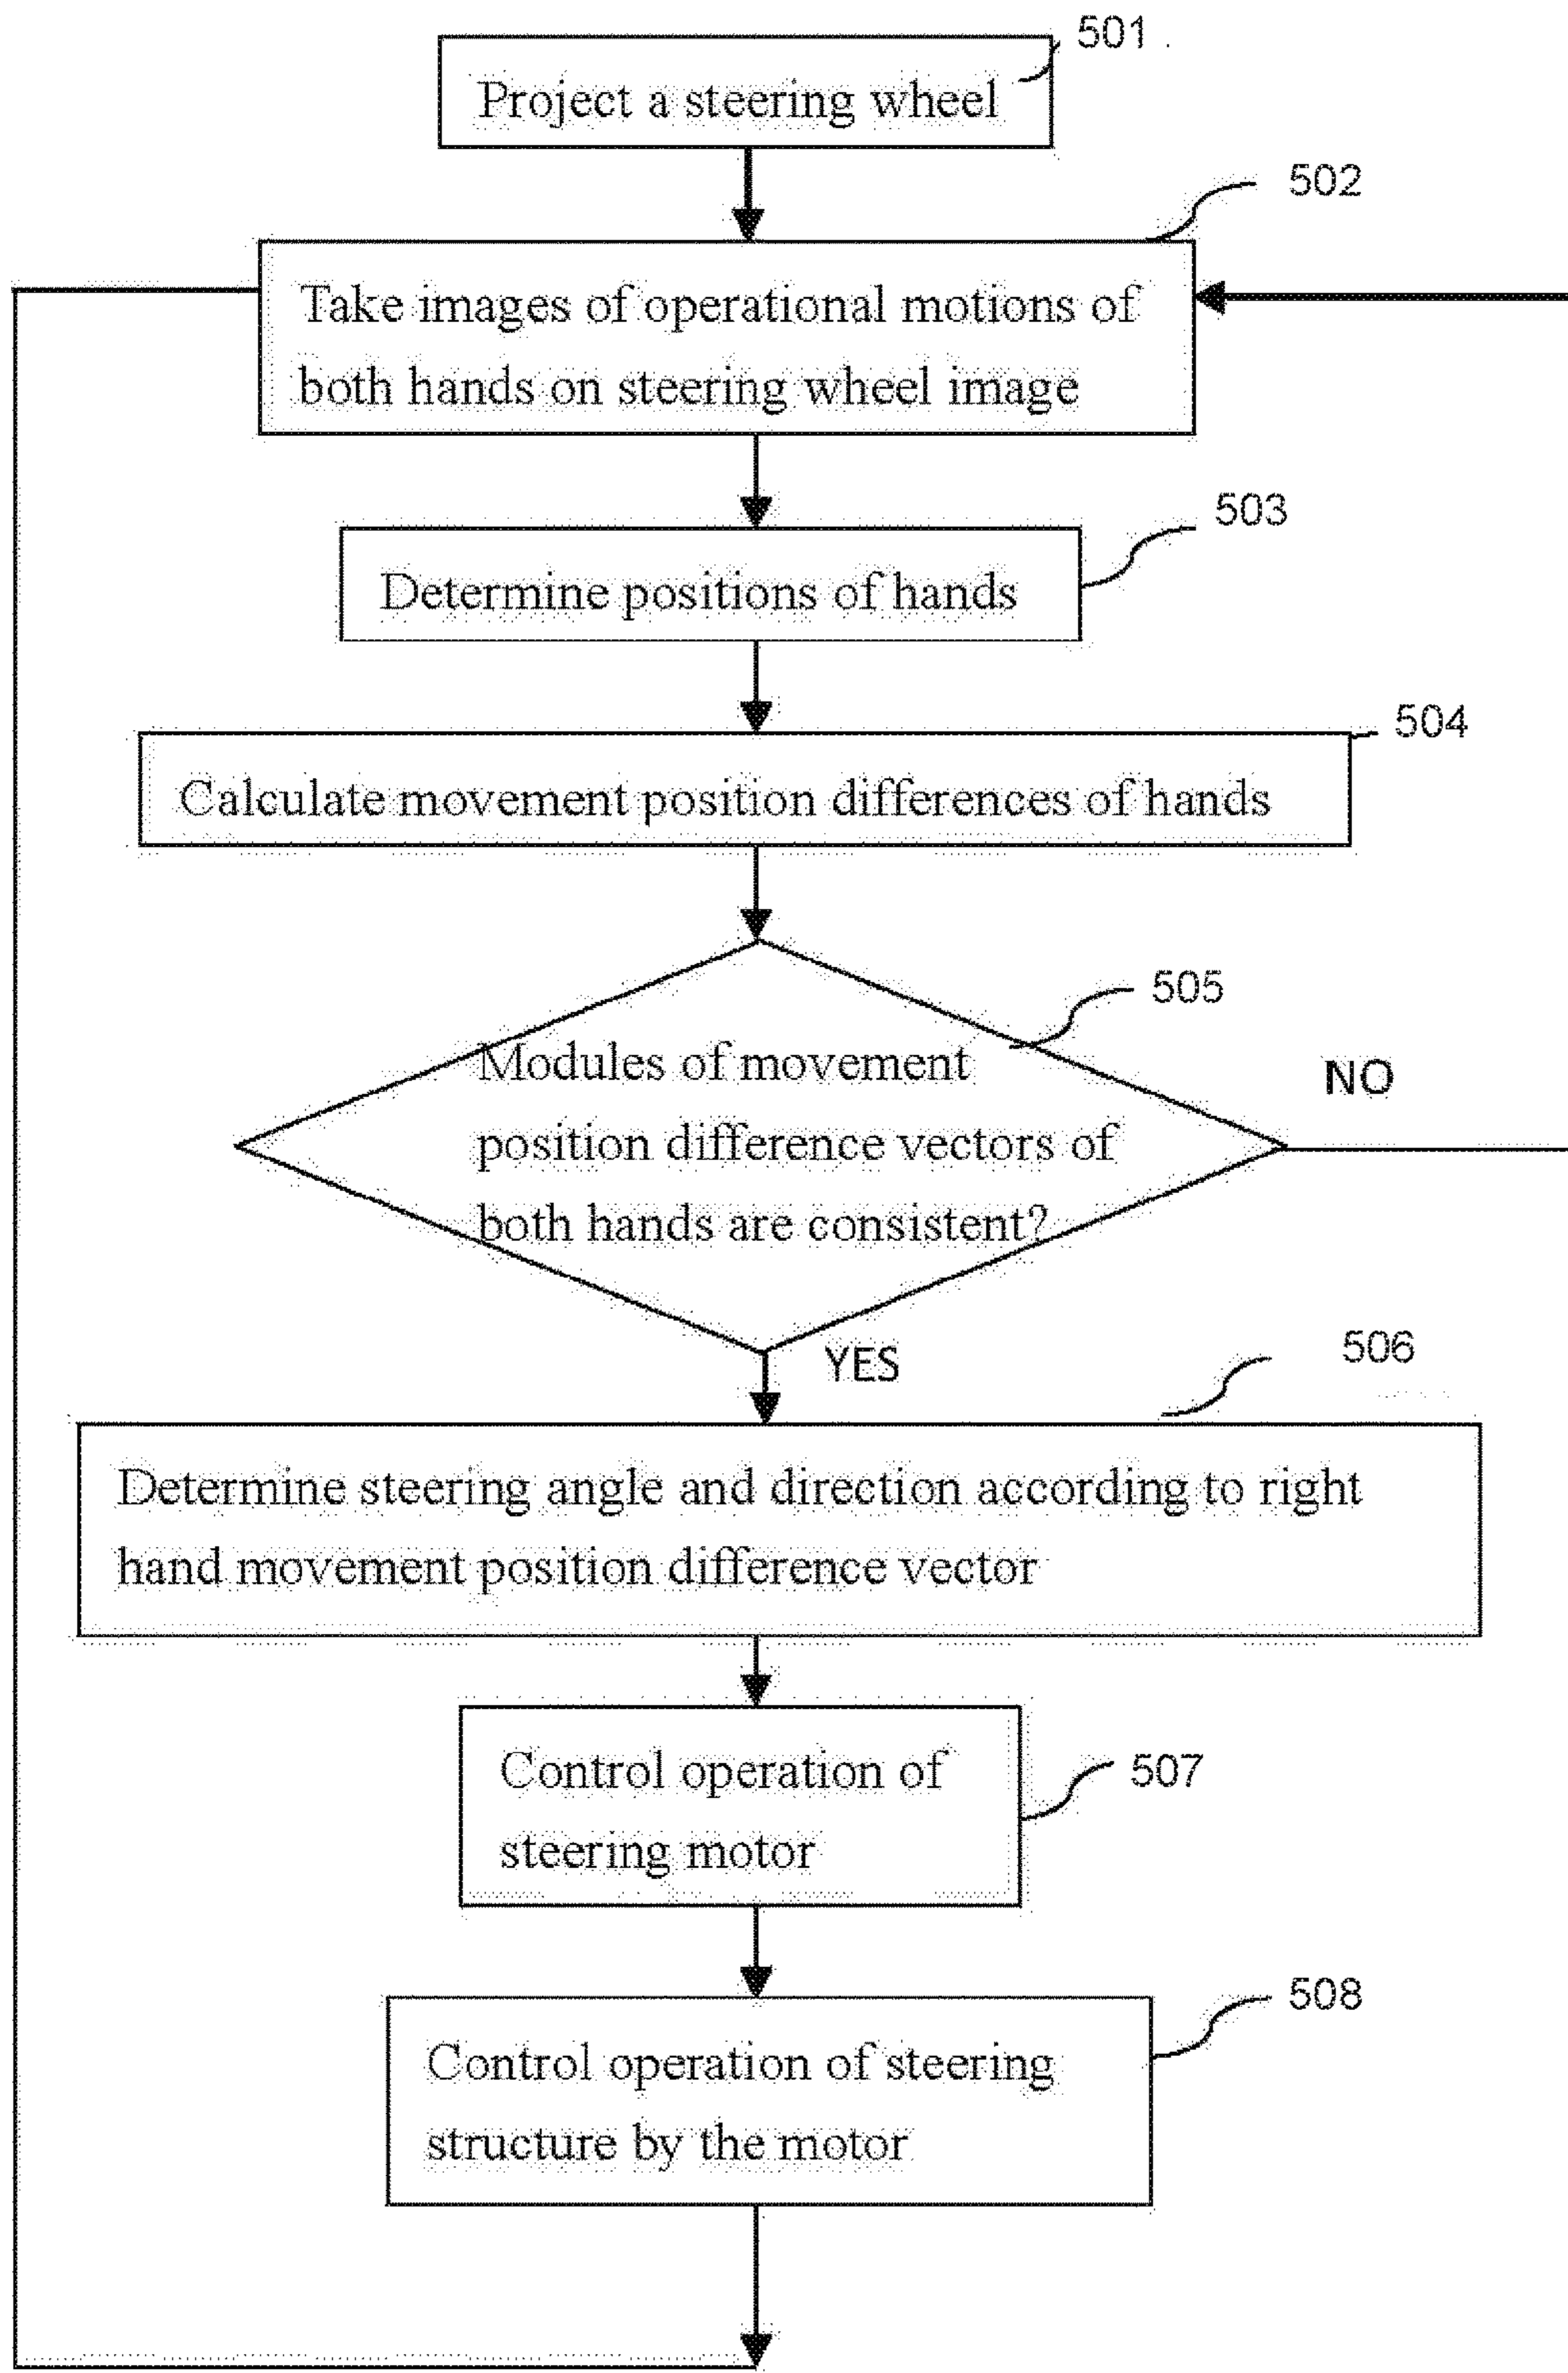 501
Project a steering wheel
502
Take images of operational motions of
both hands on steering wheel image
503
Determine positions of hands
504
Calculate movement position differences of hands
505
Modules of movement
position difference vectors of
both hands are consistent?
NO
YES
506
Determine steering angle and direction according to right
hand movement position difference vector
Control operation of
steering motor
507
508
Control operation of steering
structure by the motor